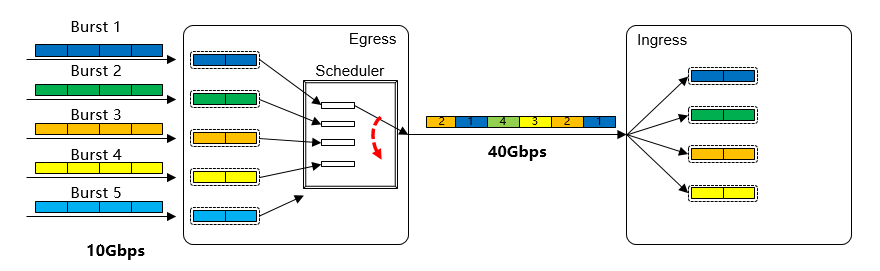 Burst 1
Burst 2
Burst 3
Burst 4
Burst 5
10Gbps
Egress
Scheduler
2 1 4 3 2 1
40Gbps
Ingress